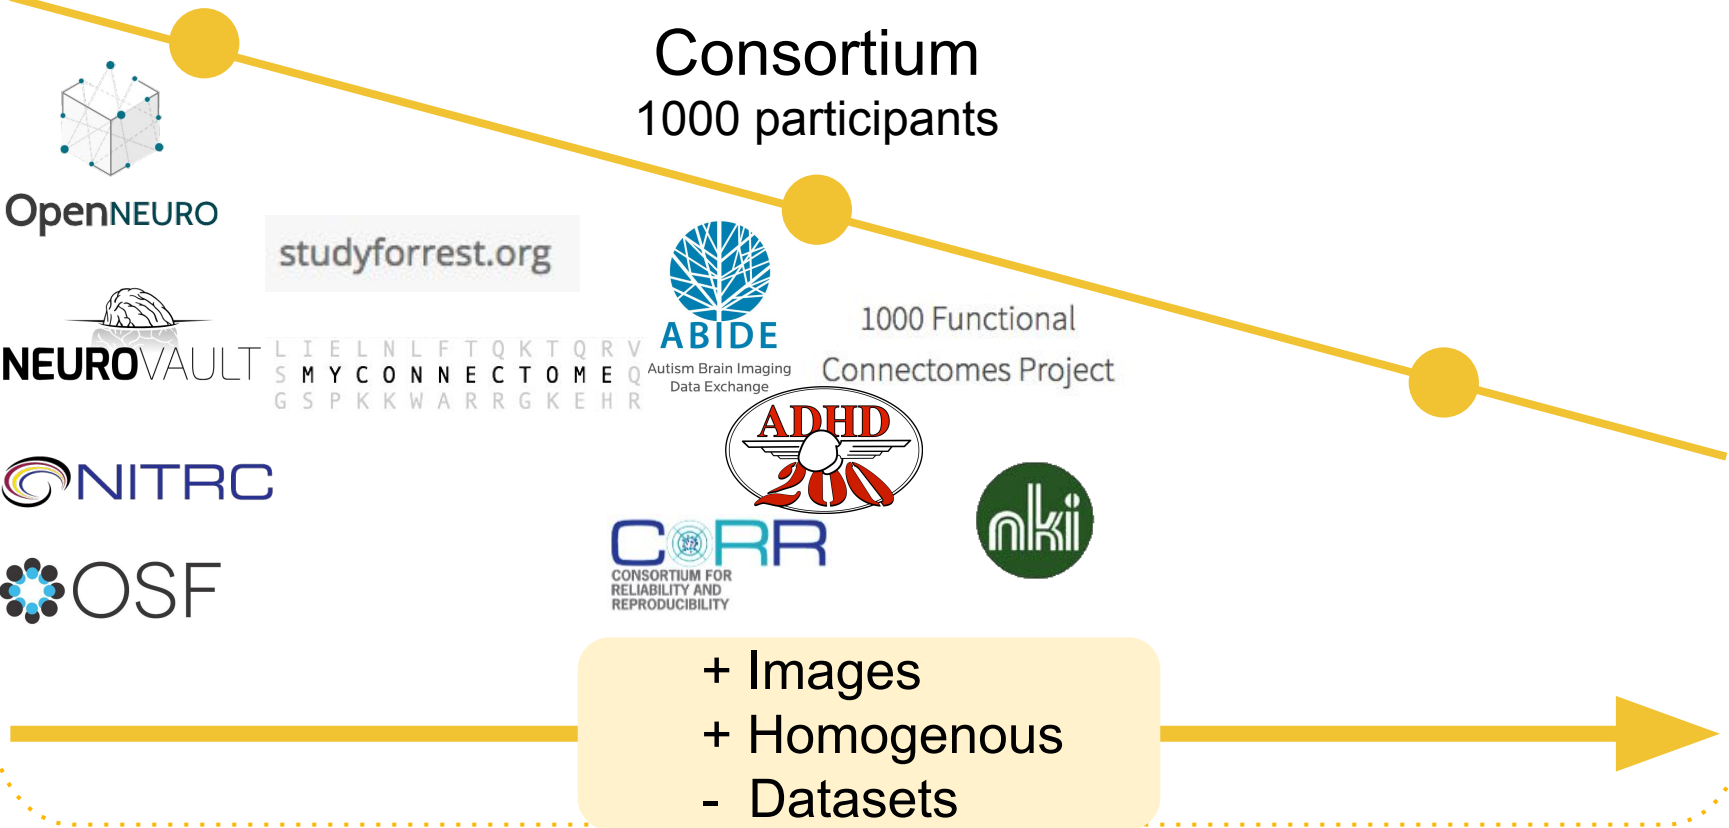 Consortium
1000 participants
OpenNEURO
studyforrest.org
NEUROVAULT
L I E L N L F T Q K T Q R V
S M Y C O N N E C T O M E Q
G S P K K W A R R G K E H R
ABIDE
Autism Brain Imaging
Data Exchange
1000 Functional
Connectomes Project
ADHD
200
NITRC
CORR
CONSORTIUM FOR
RELIABILITY AND
REPRODUCIBILITY
nki
OSF
+ Images
+ Homogenous
- Datasets